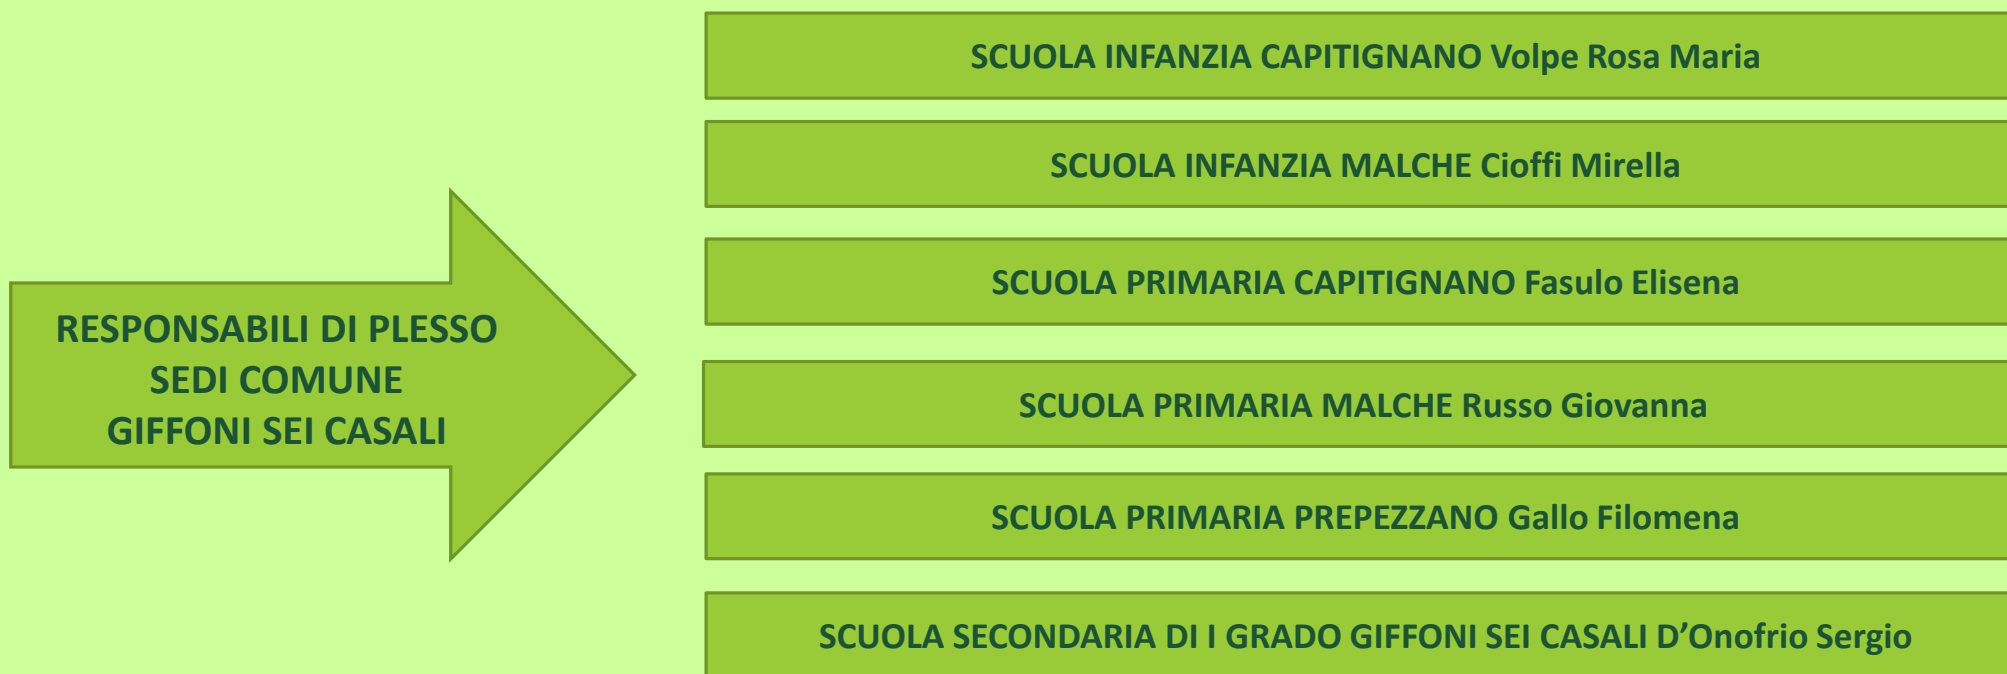 RESPONSABILI DI PLESSO
SEDI COMUNE
GIFFONI SEI CASALI
SCUOLA INFANZIA CAPITIGNANO Volpe Rosa Maria
SCUOLA INFANZIA MALCHE Cioffi Mirella
SCUOLA PRIMARIA CAPITIGNANO Fasulo Elisena
SCUOLA PRIMARIA MALCHE Russo Giovanna
SCUOLA PRIMARIA PREPEZZANO Gallo Filomena
SCUOLA SECONDARIA DI I GRADO GIFFONI SEI CASALI D’Onofrio Sergio